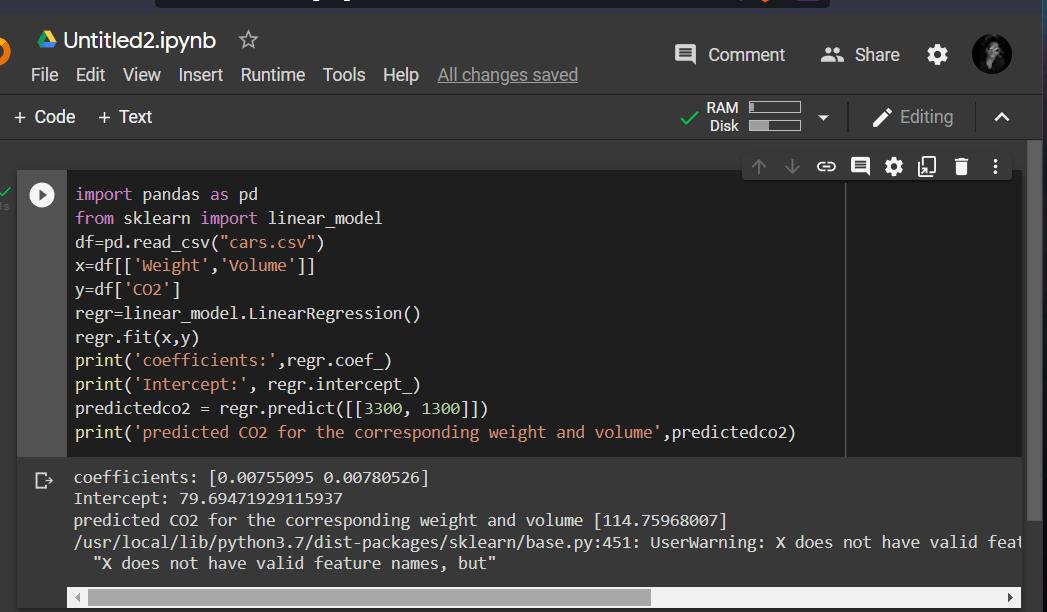 Untitled2.ipynb
Comment
Share
File Edit View Insert Runtime Tools Help All changes saved
+ Code + Text
RAM
Disk
Editing
import pandas as pd
from sklearn import linear_model
df=pd.read_csv("cars.csv")
x=df[['Weight','Volume']]
y=df['CO2']
regr=linear_model.LinearRegression()
regr.fit(x,y)
print('coefficients:',regr.coef_)
print('Intercept:', regr.intercept_)
predictedco2 = regr.predict([[3300, 1300]])
print('predicted CO2 for the corresponding weight and volume',predictedco2)
coefficients: [0.00755095 0.00780526]
Intercept: 79.69471929115937
predicted CO2 for the corresponding weight and volume [114.75968007]
/usr/local/lib/python3.7/dist-packages/sklearn/base.py:451: UserWarning: X does not have valid feat
"X does not have valid feature names, but"